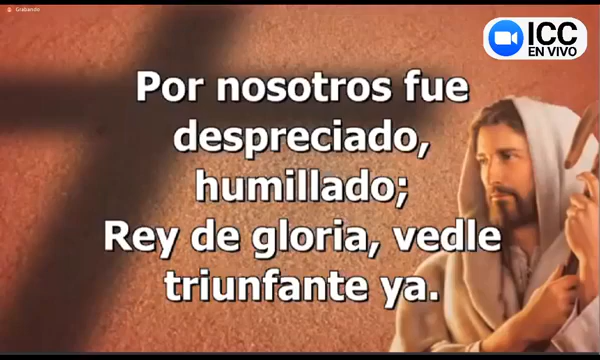 Grabando
ICC
EN VIVO
Por nosotros fue
despreciado,
humillado;
Rey de gloria, vedle
triunfante ya.